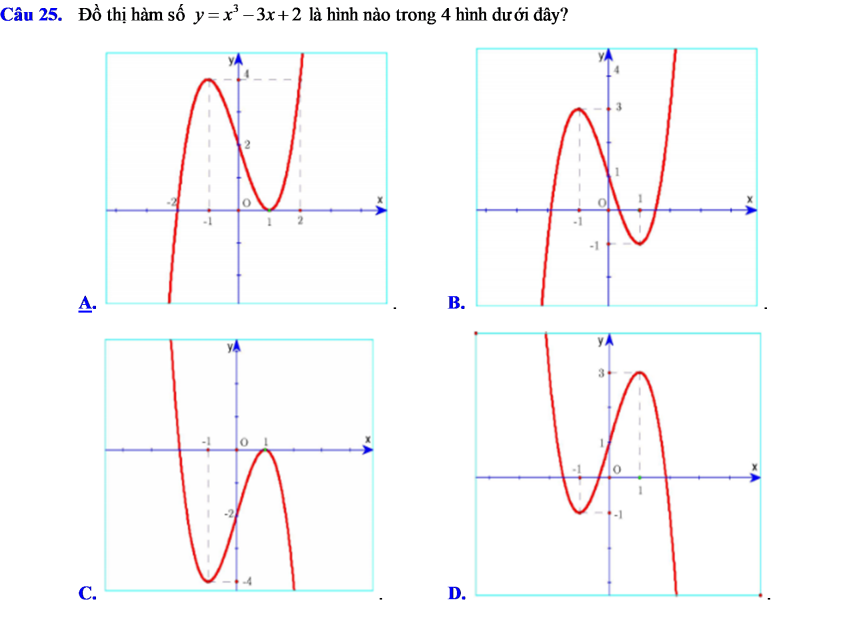 Câu 25. Đồ thị hàm số y = x³ − 3x + 2 là hình nào trong 4 hình dưới đây?
y 4 2 -2 O x -1 1 2
A. .
y 4 3 1 O 1 x -1 -1
B. .
y -1 O 1 x -2 -4
C. .
y 3 1 -1 O x 1 -1
D. .